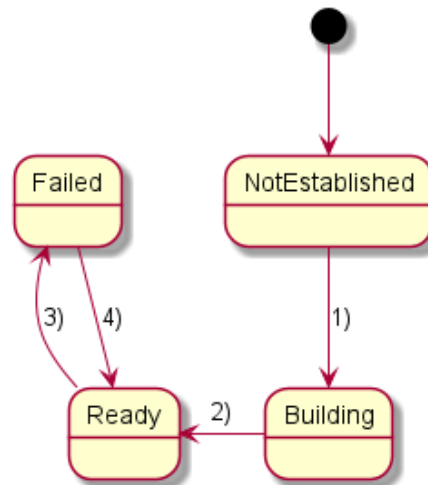 Failed
NotEstablished
3)
4)
1)
Ready
2)
Building